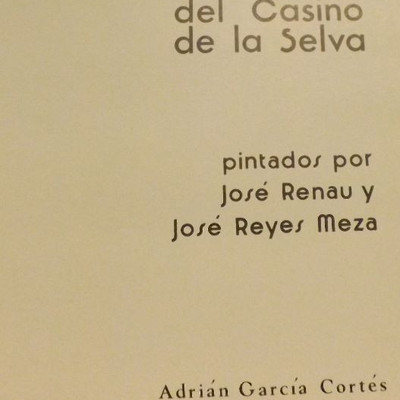 del Casino
de la Selva
pintados por
José Renau y
José Reyes Meza
Adrián García Cortés